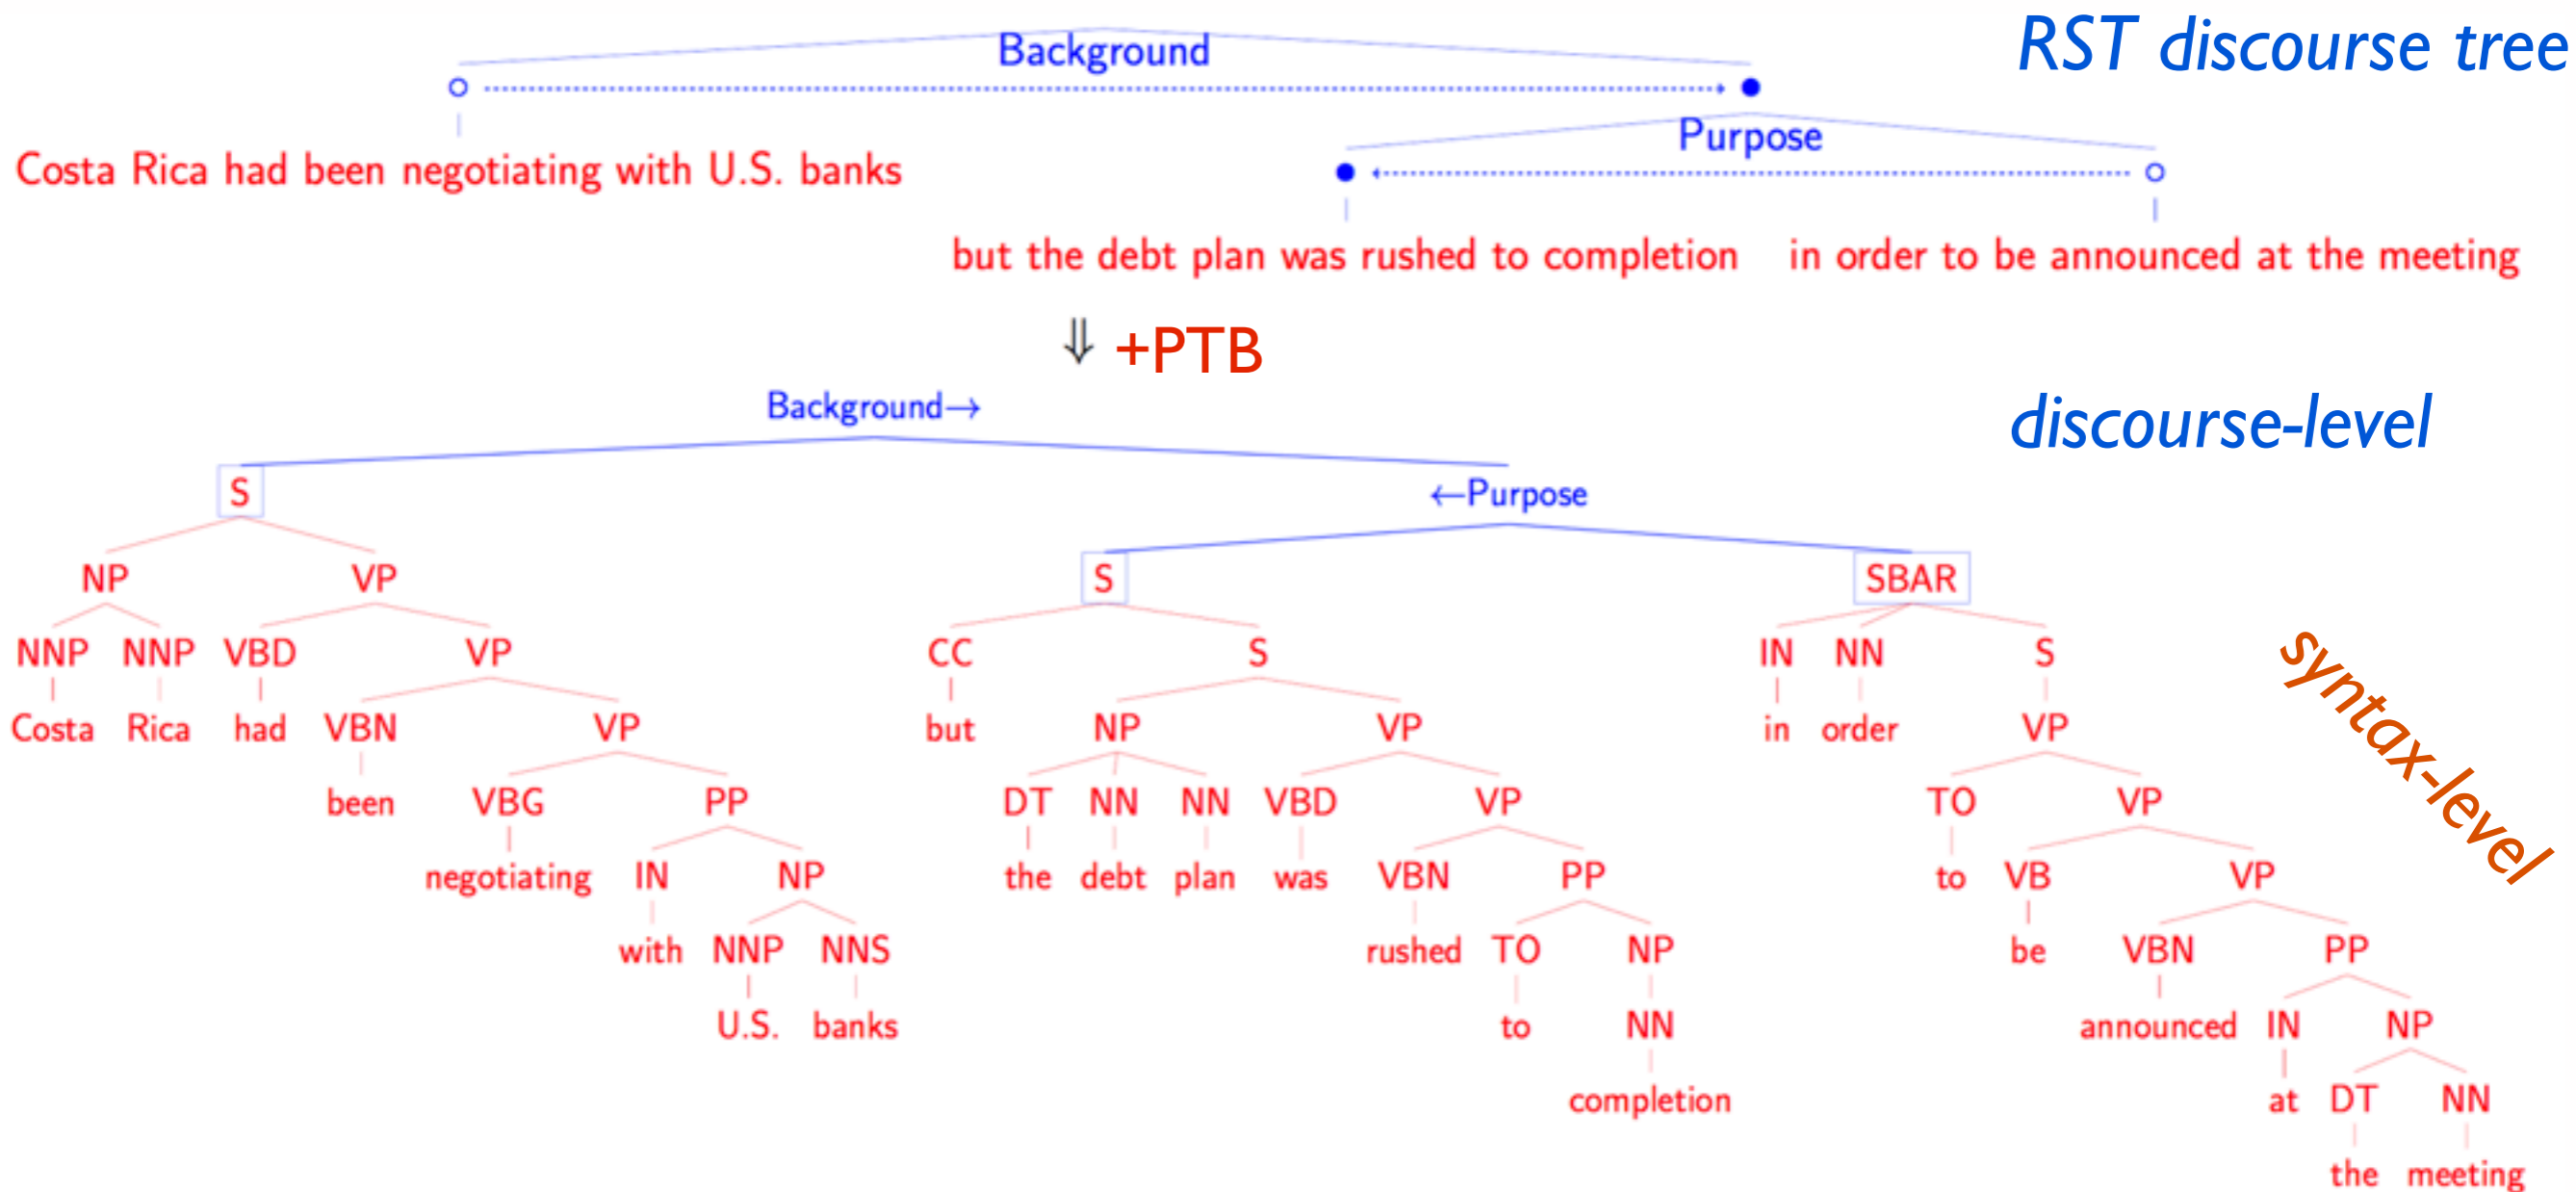 Background RST discourse tree
Costa Rica had been negotiating with U.S. banks
Purpose
but the debt plan was rushed to completion in order to be announced at the meeting
⇓ +PTB
Background→ discourse-level
S ←Purpose
NP VP S SBAR
NNP NNP VBD VP CC S IN NN S
Costa Rica had VBN VP but NP VP in order VP
been VBG PP DT NN NN VBD VP TO VP
negotiating IN NP the debt plan was VBN PP to VB VP
with NNP NNS rushed TO NP be VBN PP
U.S. banks to NN announced IN NP
completion at DT NN
the meeting
syntax-level